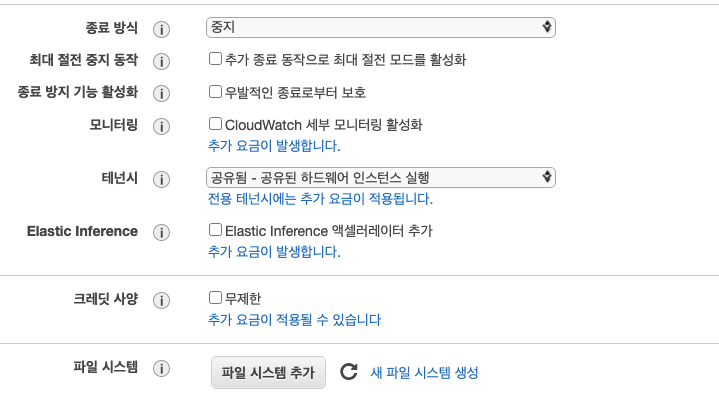 종료 방식 중지
최대 절전 중지 동작 추가 종료 동작으로 최대 절전 모드를 활성화
종료 방지 기능 활성화 우발적인 종료로부터 보호
모니터링 CloudWatch 세부 모니터링 활성화
추가 요금이 발생합니다.
테넌시 공유됨 - 공유된 하드웨어 인스턴스 실행
전용 테넌시에는 추가 요금이 적용됩니다.
Elastic Inference Elastic Inference 액셀러레이터 추가
추가 요금이 발생합니다.
크레딧 사양 무제한
추가 요금이 적용될 수 있습니다
파일 시스템 파일 시스템 추가 새 파일 시스템 생성